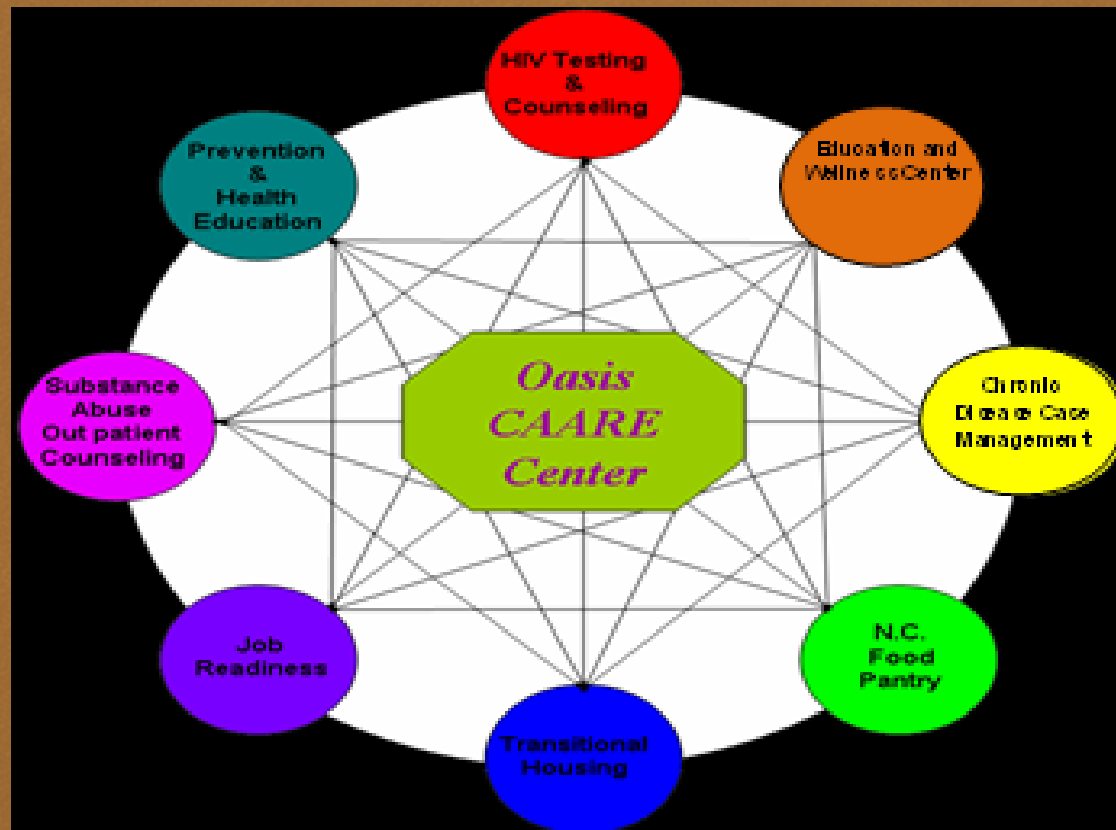 HIV Testing
&
Counseling
Education and
Wellness Center
Chronic
Disease Case
Management
N.C.
Food
Pantry
Transitional
Housing
Job
Readiness
Substance
Abuse
Out patient
Counseling
Prevention
&
Health
Education
Oasis
CAARE
Center